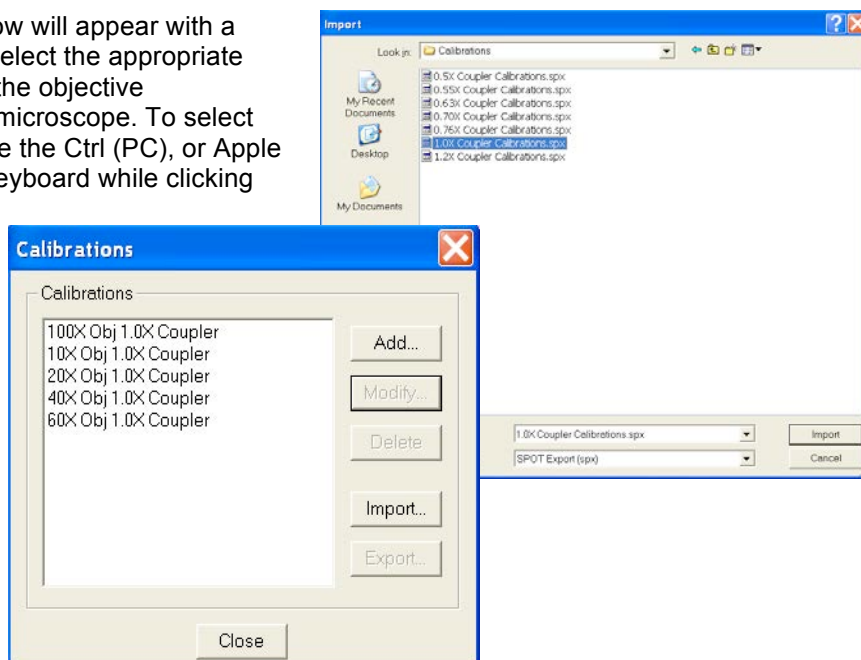 ow will appear with a
elect the appropriate
the objective
microscope. To select
e the Ctrl (PC), or Apple
eyboard while clicking
Import
Look in:
Calibrations
My Recent
Documents
Desktop
My Documents
0.5X Coupler Calibrations.spx
0.55X Coupler Calibrations.spx
0.63X Coupler Calibrations.spx
0.70X Coupler Calibrations.spx
0.76X Coupler Calibrations.spx
1.0X Coupler Calibrations.spx
1.2X Coupler Calibrations.spx
1.0X Coupler Calibrations.spx
Import
SPOT Export (spx)
Cancel
Calibrations
Calibrations
100X Obj 1.0X Coupler
10X Obj 1.0X Coupler
20X Obj 1.0X Coupler
40X Obj 1.0X Coupler
60X Obj 1.0X Coupler
Add...
Modify...
Delete
Import...
Export...
Close